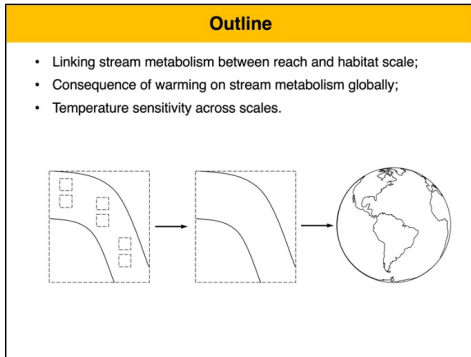 Outline
• Linking stream metabolism between reach and habitat scale;
• Consequence of warming on stream metabolism globally;
• Temperature sensitivity across scales.